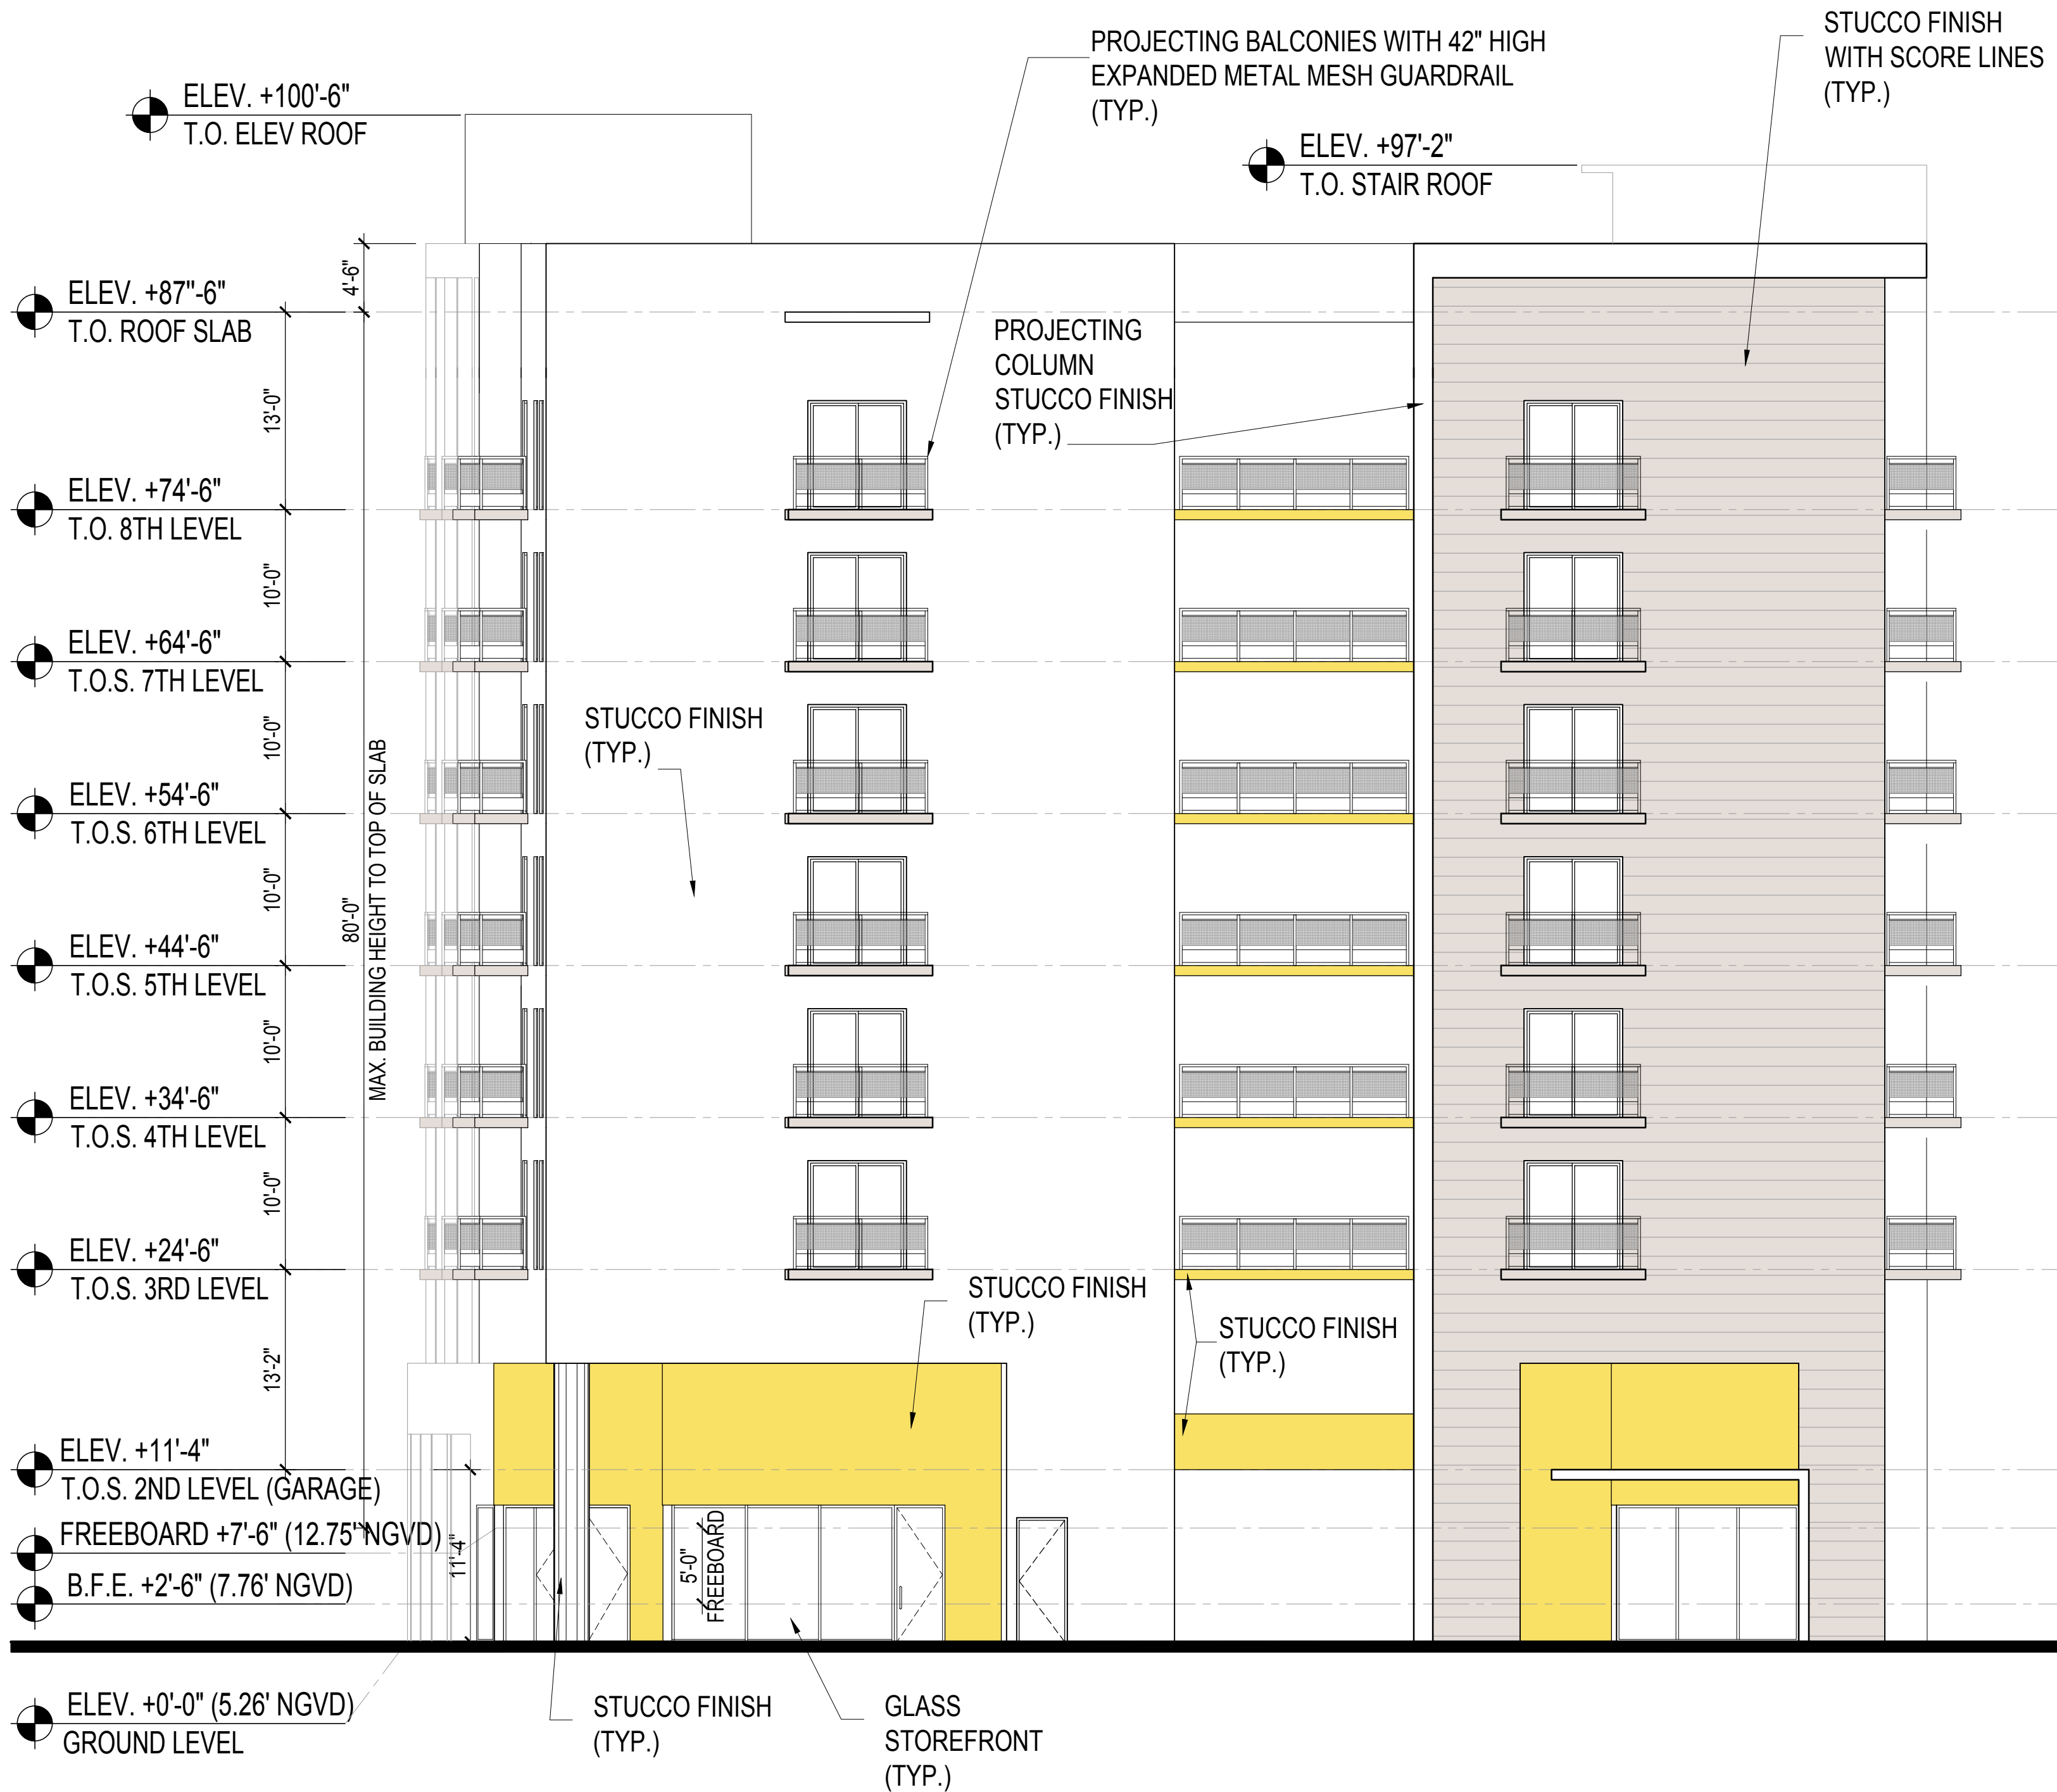 PROJECTING BALCONIES WITH 42" HIGH
EXPANDED METAL MESH GUARDRAIL
(TYP.)
STUCCO FINISH
WITH SCORE LINES
(TYP.)
ELEV. +100'-6"
T.O. ELEV ROOF
ELEV. +97'-2"
T.O. STAIR ROOF
4'-6"
ELEV. +87"-6"
T.O. ROOF SLAB
PROJECTING
COLUMN
STUCCO FINISH
(TYP.)
13'-0"
ELEV. +74'-6"
T.O. 8TH LEVEL
10'-0"
ELEV. +64'-6"
T.O.S. 7TH LEVEL
STUCCO FINISH
(TYP.)
10'-0"
80'-0"
MAX. BUILDING HEIGHT TO TOP OF SLAB
ELEV. +54'-6"
T.O.S. 6TH LEVEL
10'-0"
ELEV. +44'-6"
T.O.S. 5TH LEVEL
10'-0"
ELEV. +34'-6"
T.O.S. 4TH LEVEL
10'-0"
ELEV. +24'-6"
T.O.S. 3RD LEVEL
STUCCO FINISH
(TYP.)
STUCCO FINISH
(TYP.)
13'-2"
ELEV. +11'-4"
T.O.S. 2ND LEVEL (GARAGE)
FREEBOARD +7'-6" (12.75' NGVD)
11'-4"
5'-0"
FREEBOARD
B.F.E. +2'-6" (7.76' NGVD)
ELEV. +0'-0" (5.26' NGVD)
GROUND LEVEL
STUCCO FINISH
(TYP.)
GLASS
STOREFRONT
(TYP.)